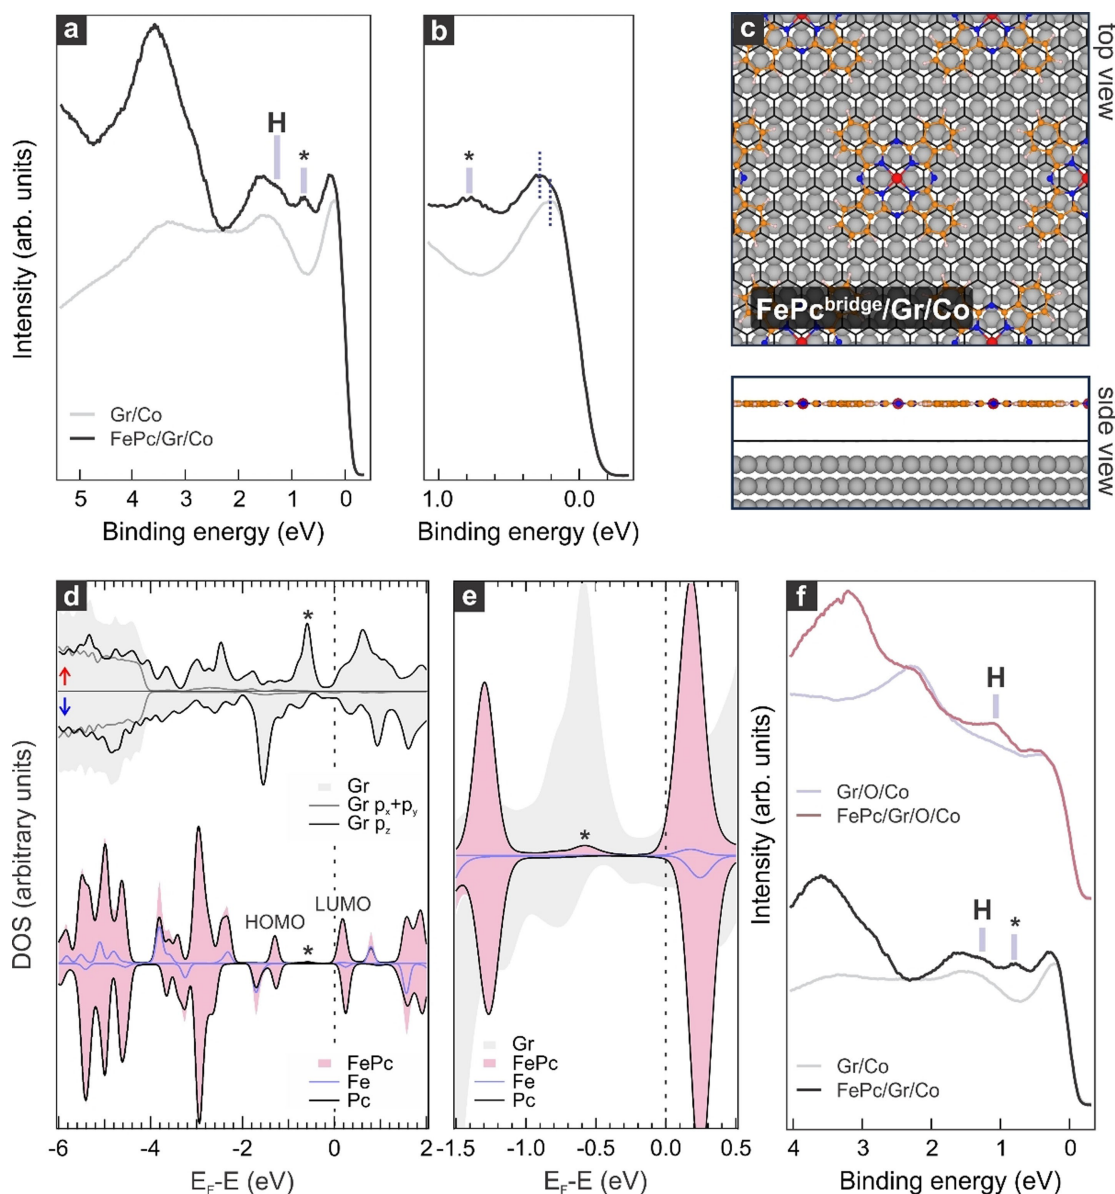 a
H
*
Intensity (arb. units)
Gr/Co
FePc/Gr/Co
5 4 3 2 1 0
Binding energy (eV)
b
*
1.0 0.0
Binding energy (eV)
c
FePc^bridge/Gr/Co
top view
side view
d
*
↑
↓
Gr
Gr p_x+p_y
Gr p_z
HOMO
LUMO
*
DOS (arbitrary units)
FePc
Fe
Pc
-6 -4 -2 0 2
E_F-E (eV)
e
*
Gr
FePc
Fe
Pc
-1.5 -1.0 -0.5 0.0 0.5
E_F-E (eV)
f
H
Intensity (arb. units)
Gr/O/Co
FePc/Gr/O/Co
H
*
Gr/Co
FePc/Gr/Co
4 3 2 1 0
Binding energy (eV)